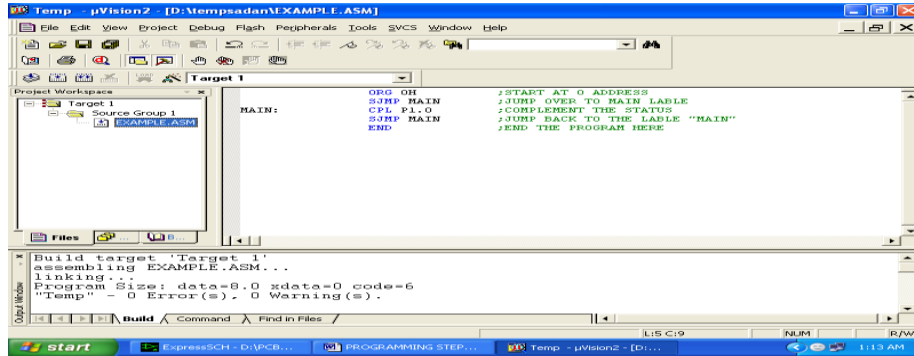 Temp - µVision2 - [D:\tempsadan\EXAMPLE.ASM]
File Edit View Project Debug Flash Peripherals Tools SVCS Window Help
Target 1
Project Workspace
Target 1
Source Group 1
EXAMPLE.ASM
ORG 0H ;START AT 0 ADDRESS
SJMP MAIN ;JUMP OVER TO MAIN LABLE
MAIN: CPL P1.0 ;COMPLEMENT THE STATUS
SJMP MAIN ;JUMP BACK TO THE LABLE "MAIN"
END ;END THE PROGRAM HERE
Files ... B...
Build target 'Target 1'
assembling EXAMPLE.ASM...
linking...
Program Size: data=8.0 xdata=0 code=6
"Temp" - 0 Error(s), 0 Warning(s).
Output Window
Build Command Find in Files
L:5 C:9 NUM R/W
start ExpressSCH - D:\PCB... PROGRAMMING STEP... Temp - µVision2 - [D:... 1:13 AM